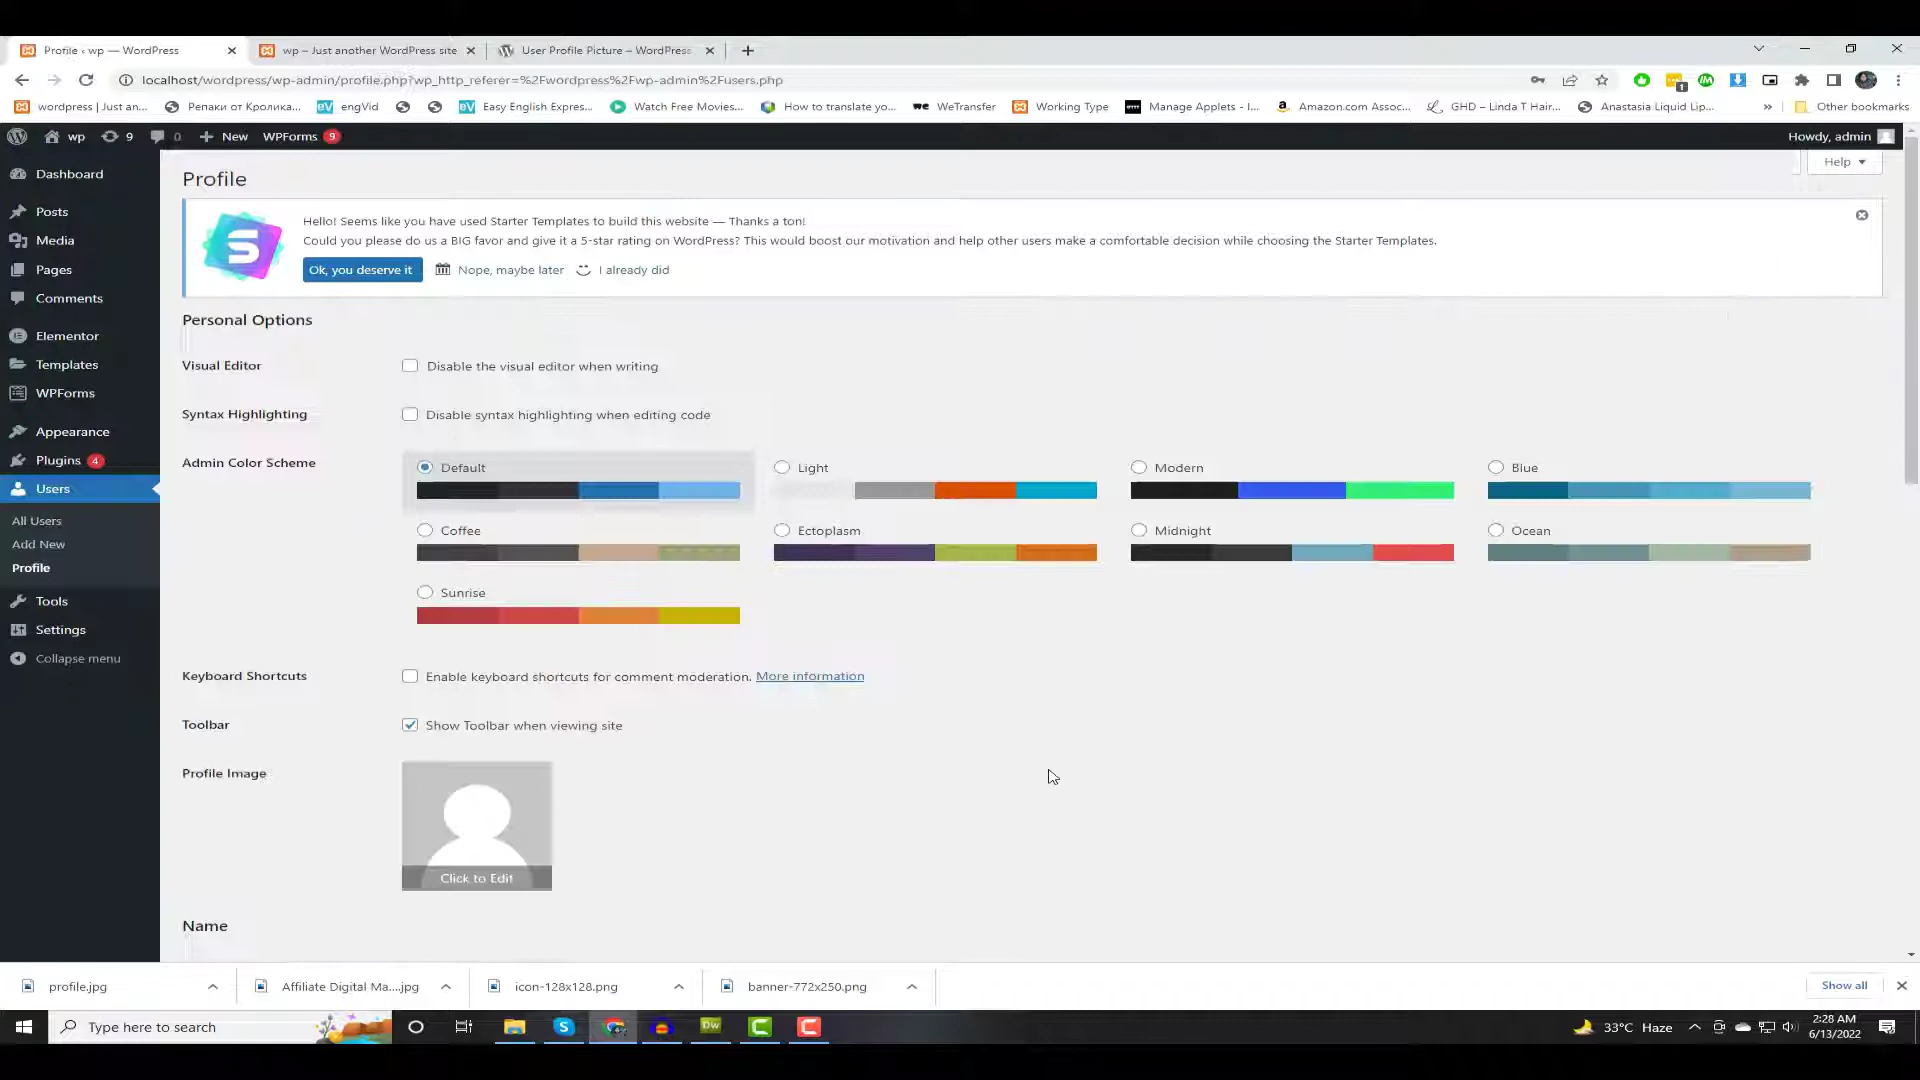 Profile ‹ wp — WordPress
wp – Just another WordPress site
User Profile Picture – WordPress
localhost/wordpress/wp-admin/profile.php?wp_http_referer=%2Fwordpress%2Fwp-admin%2Fusers.php
1
wordpress | Just an...
Репаки от Кролика...
engVid
Easy English Expres...
Watch Free Movies...
How to translate yo...
WeTransfer
Working Type
Manage Applets - I...
Amazon.com Assoc...
GHD – Linda T Hair...
Anastasia Liquid Lip...
»
Other bookmarks
wp
9
0
New
WPForms 9
Howdy, admin
Dashboard
Posts
Media
Pages
Comments
Elementor
Templates
WPForms
Appearance
Plugins 4
Users
All Users
Add New
Profile
Tools
Settings
Collapse menu
Help
Profile
Hello! Seems like you have used Starter Templates to build this website — Thanks a ton!
Could you please do us a BIG favor and give it a 5-star rating on WordPress? This would boost our motivation and help other users make a comfortable decision while choosing the Starter Templates.
Ok, you deserve it
Nope, maybe later
I already did
Personal Options
Visual Editor
Disable the visual editor when writing
Syntax Highlighting
Disable syntax highlighting when editing code
Admin Color Scheme
Default
Light
Modern
Blue
Coffee
Ectoplasm
Midnight
Ocean
Sunrise
Keyboard Shortcuts
Enable keyboard shortcuts for comment moderation. More information
Toolbar
Show Toolbar when viewing site
Profile Image
Click to Edit
Name
profile.jpg
Affiliate Digital Ma....jpg
icon-128x128.png
banner-772x250.png
Show all
Type here to search
Dw
33°C Haze
2:28 AM
6/13/2022